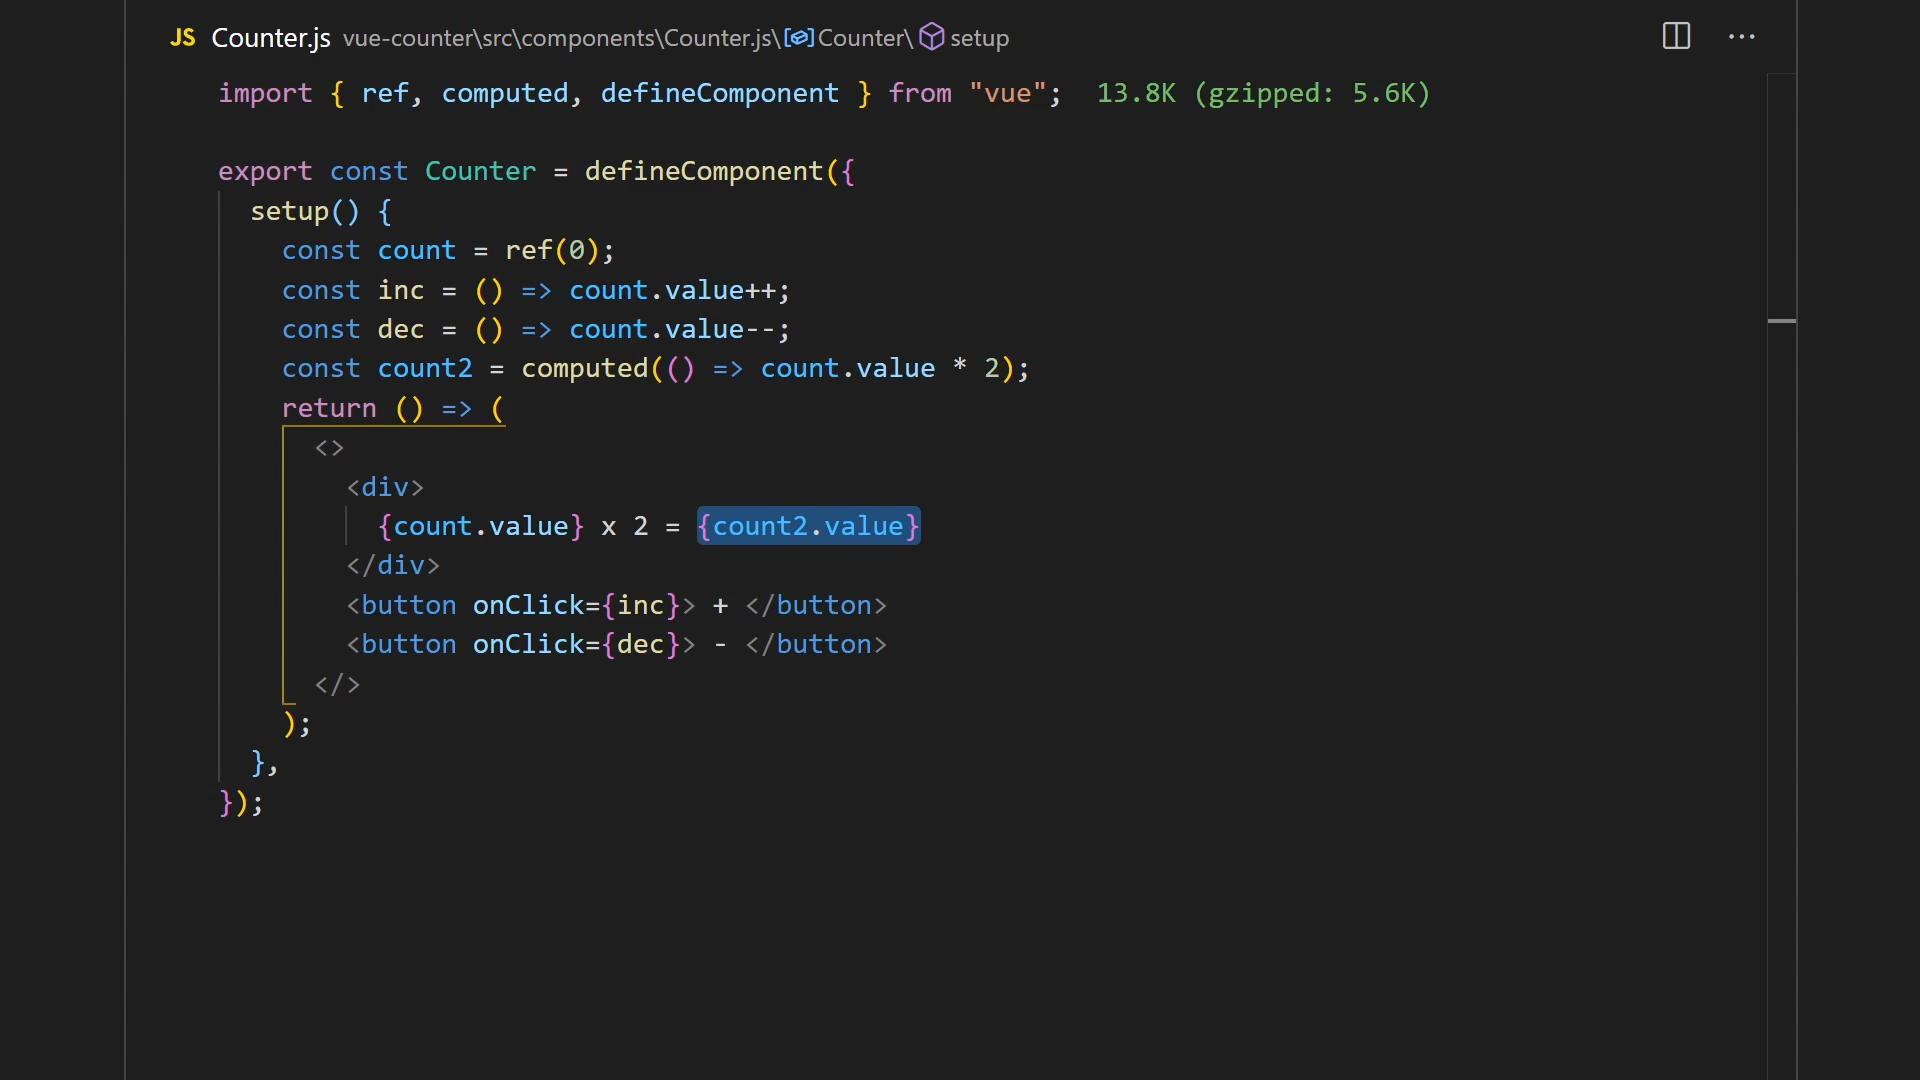 JS Counter.js vue-counter\src\components\Counter.js\Counter\setup
import { ref, computed, defineComponent } from "vue"; 13.8K (gzipped: 5.6K)
export const Counter = defineComponent({
setup() {
const count = ref(0);
const inc = () => count.value++;
const dec = () => count.value--;
const count2 = computed(() => count.value * 2);
return () => (
<>
<div>
{count.value} x 2 = {count2.value}
</div>
<button onClick={inc}> + </button>
<button onClick={dec}> - </button>
</>
);
},
});